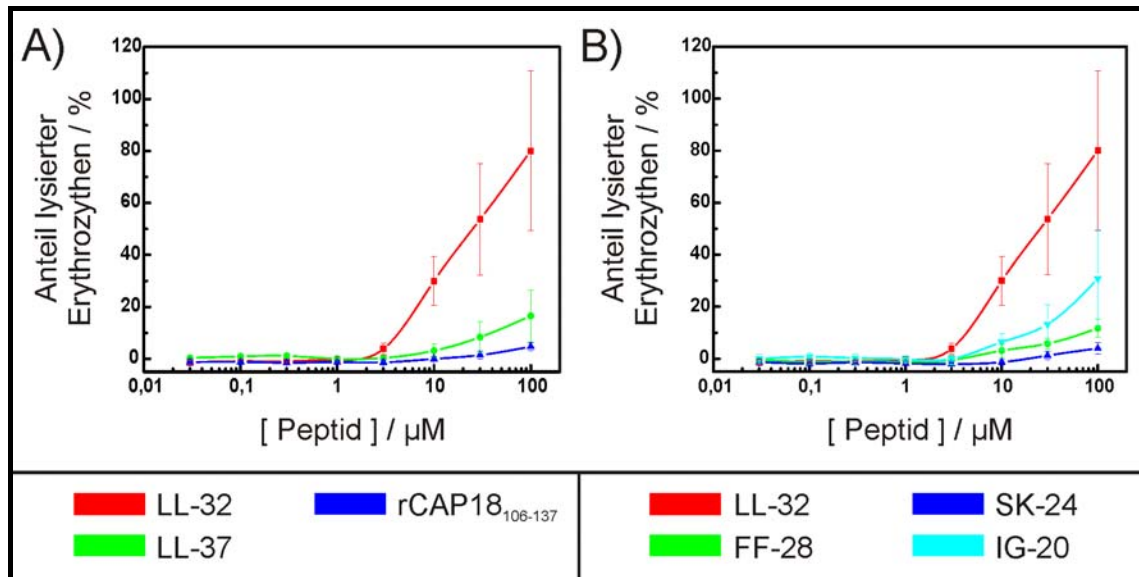 A)
120
100
80
60
40
20
0
Anteil lysierter
Erythrozythen / %
0,01 0,1 1 10 100
[ Peptid ] / µM
B)
120
100
80
60
40
20
0
Anteil lysierter
Erythrozythen / %
0,01 0,1 1 10 100
[ Peptid ] / µM
LL-32 rCAP18106-137
LL-37
LL-32 SK-24
FF-28 IG-20